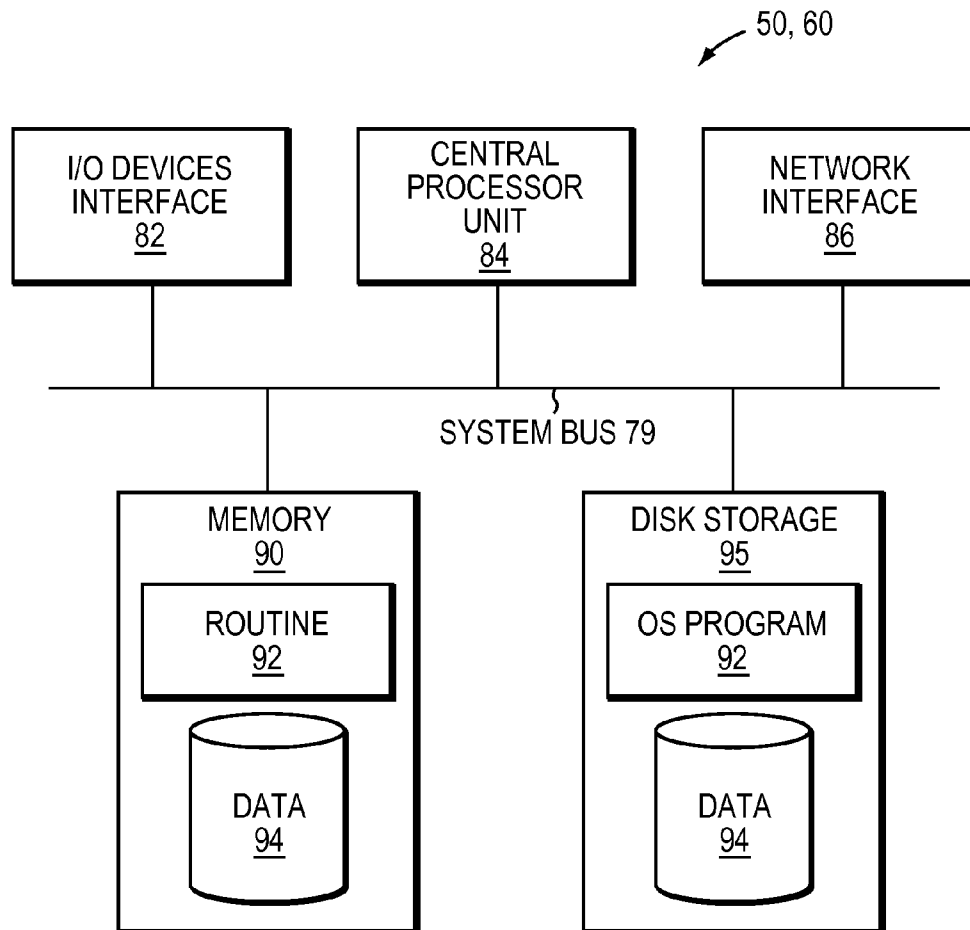 50, 60
I/O DEVICES
INTERFACE
82
CENTRAL
PROCESSOR
UNIT
84
NETWORK
INTERFACE
86
SYSTEM BUS 79
MEMORY
90
ROUTINE
92
DATA
94
DISK STORAGE
95
OS PROGRAM
92
DATA
94